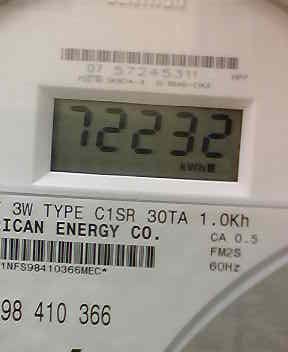 07 57245311
72232
kWh
3W TYPE C1SR 30TA 1.0Kh
RICAN ENERGY CO.
CA 0.5
FM2S
60Hz
1NFS98410366MEC*
98 410 366